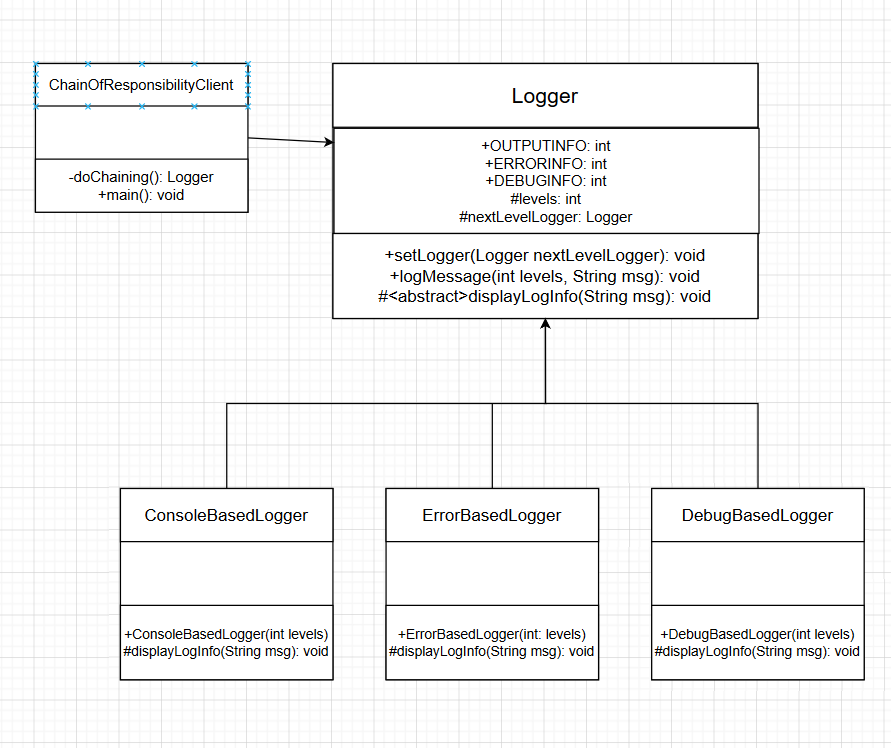 ChainOfResponsibilityClient
-doChaining(): Logger
+main(): void
Logger
+OUTPUTINFO: int
+ERRORINFO: int
+DEBUGINFO: int
#levels: int
#nextLevelLogger: Logger
+setLogger(Logger nextLevelLogger): void
+logMessage(int levels, String msg): void
#<abstract>displayLogInfo(String msg): void
ConsoleBasedLogger
+ConsoleBasedLogger(int levels)
#displayLogInfo(String msg): void
ErrorBasedLogger
+ErrorBasedLogger(int: levels)
#displayLogInfo(String msg): void
DebugBasedLogger
+DebugBasedLogger(int levels)
#displayLogInfo(String msg): void